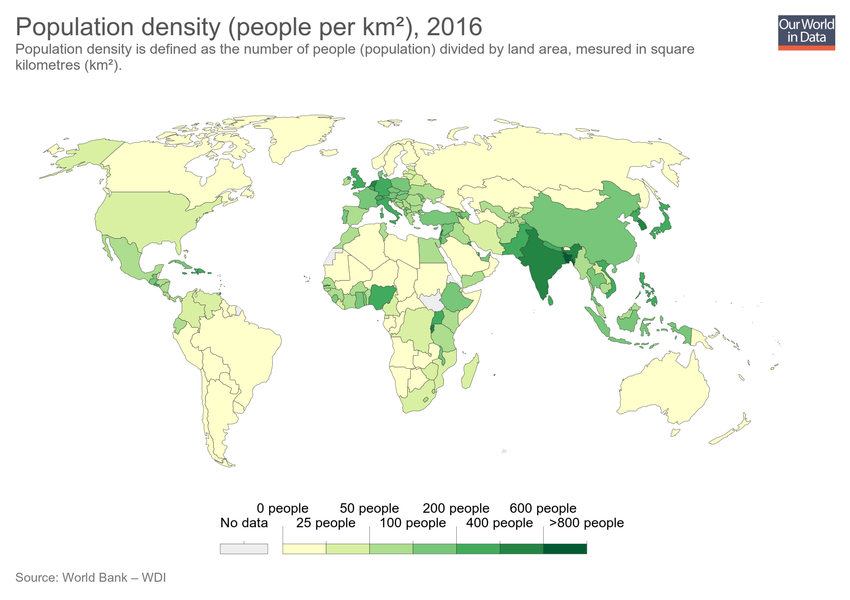 Population density (people per km²), 2016
Our World
in Data
Population density is defined as the number of people (population) divided by land area, mesured in square
kilometres (km²).
0 people 50 people 200 people 600 people
No data 25 people 100 people 400 people >800 people
Source: World Bank – WDI